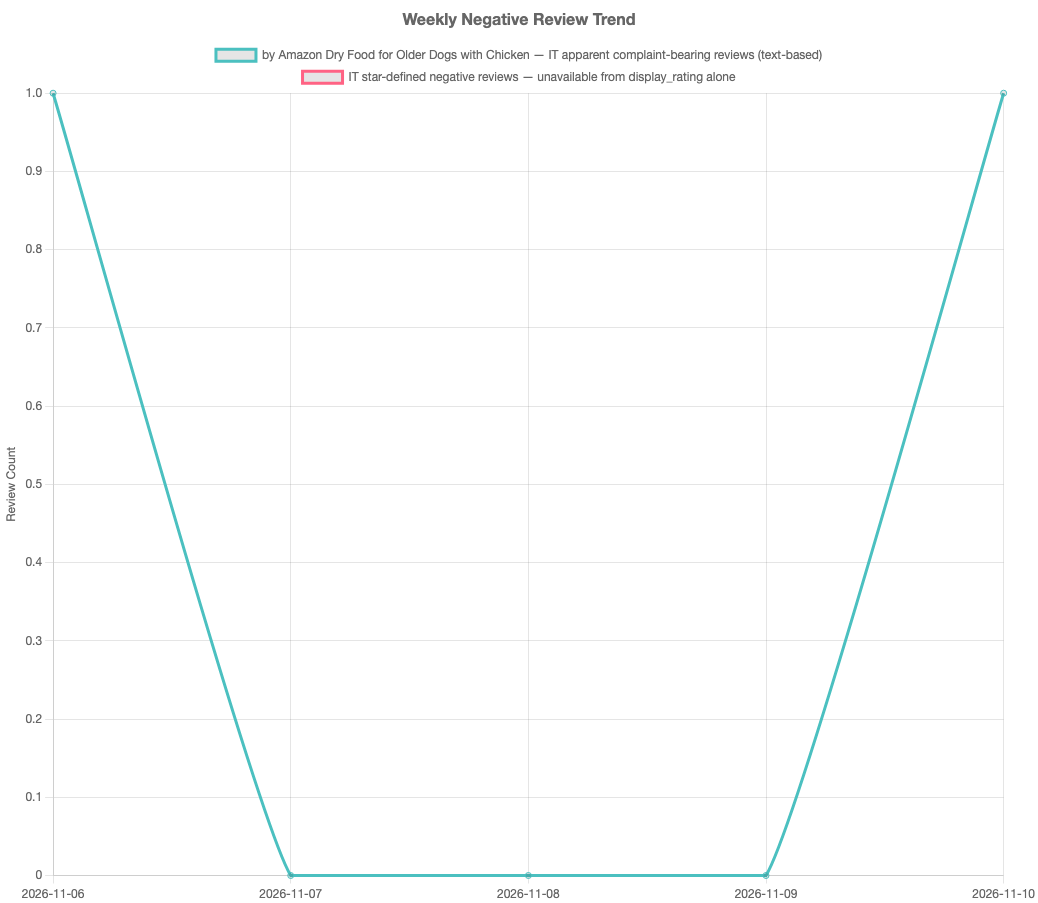 Weekly Negative Review Trend
by Amazon Dry Food for Older Dogs with Chicken — IT apparent complaint-bearing reviews (text-based)
IT star-defined negative reviews — unavailable from display_rating alone
1.0
0.9
0.8
0.7
0.6
0.5
0.4
0.3
0.2
0.1
0
Review Count
2026-11-06 2026-11-07 2026-11-08 2026-11-09 2026-11-10